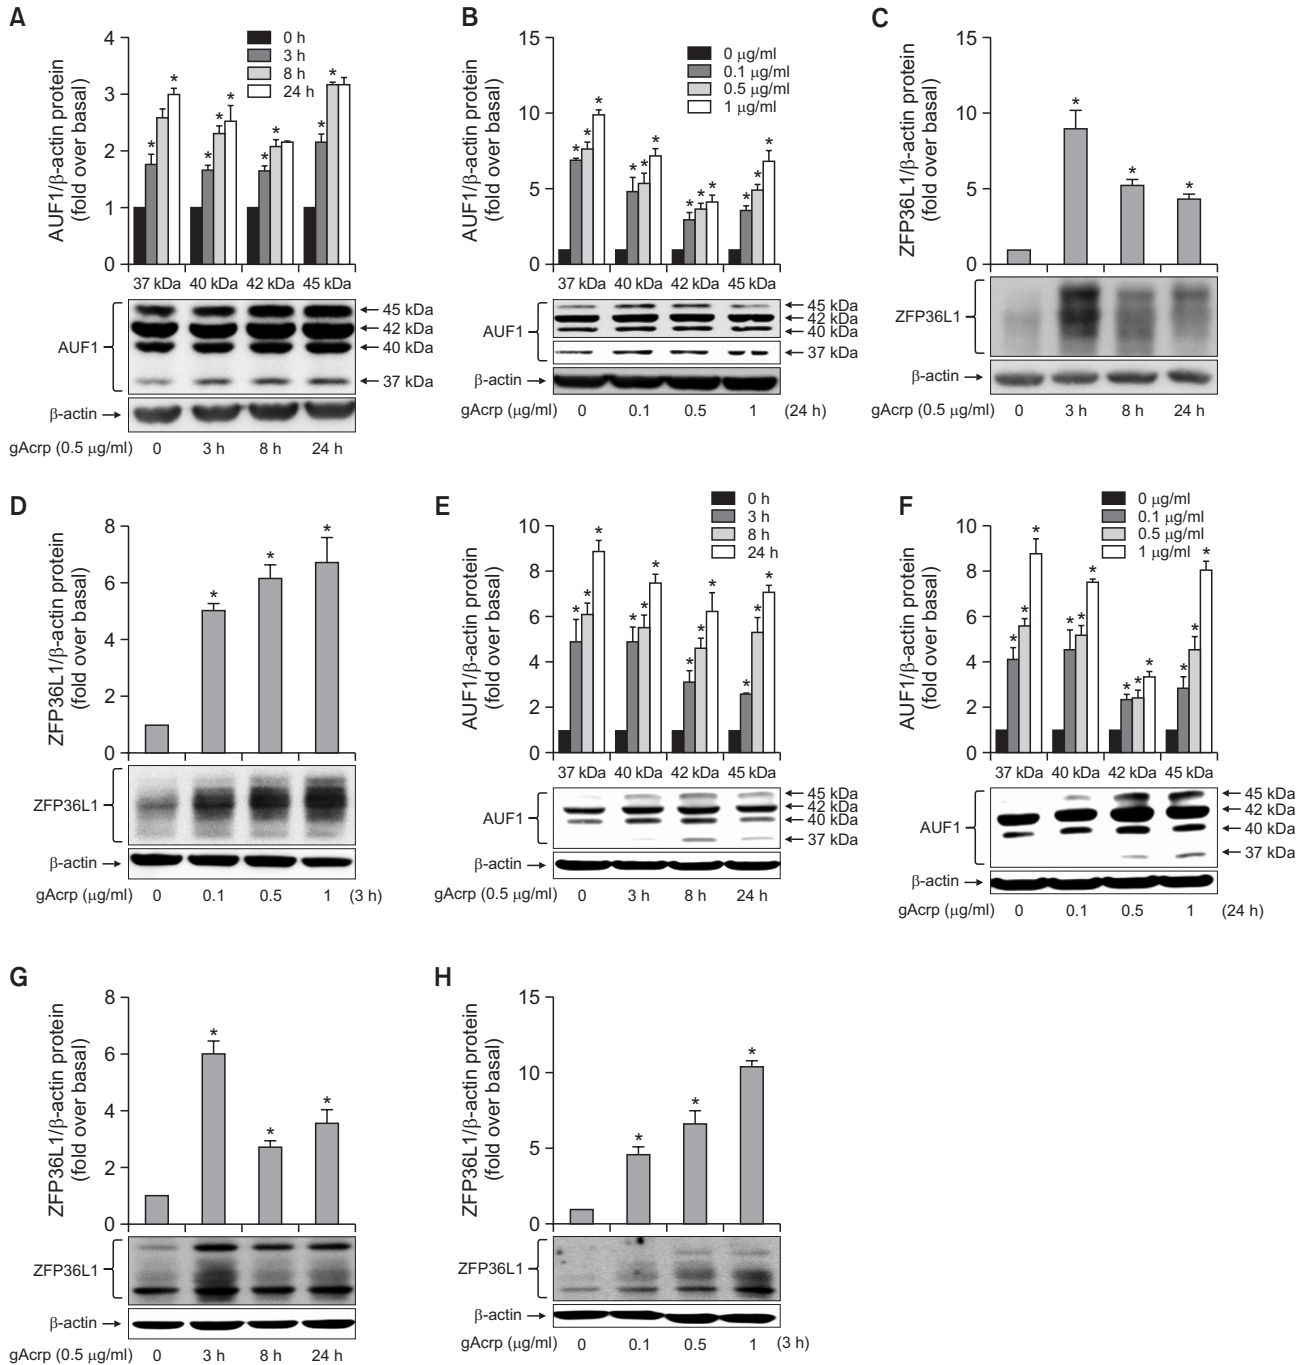 A
AUF1/β-actin protein
(fold over basal)
4
3
2
1
0
0 h
3 h
8 h
24 h
* * * * * * * *
37 kDa 40 kDa 42 kDa 45 kDa
AUF1
45 kDa
42 kDa
40 kDa
37 kDa
β-actin
gAcrp (0.5 μg/ml) 0 3 h 8 h 24 h
B
AUF1/β-actin protein
(fold over basal)
15
10
5
0
0 μg/ml
0.1 μg/ml
0.5 μg/ml
1 μg/ml
* * * * * * * * * * * *
37 kDa 40 kDa 42 kDa 45 kDa
AUF1
45 kDa
42 kDa
40 kDa
37 kDa
β-actin
gAcrp (μg/ml) 0 0.1 0.5 1 (24 h)
C
ZFP36L1/β-actin protein
(fold over basal)
15
10
5
0
* * *
ZFP36L1
β-actin
gAcrp (0.5 μg/ml) 0 3 h 8 h 24 h
D
ZFP36L1/β-actin protein
(fold over basal)
8
6
4
2
0
* * *
ZFP36L1
β-actin
gAcrp (μg/ml) 0 0.1 0.5 1 (3 h)
E
AUF1/β-actin protein
(fold over basal)
10
8
6
4
2
0
0 h
3 h
8 h
24 h
* * * * * * * * * * * *
37 kDa 40 kDa 42 kDa 45 kDa
AUF1
45 kDa
42 kDa
40 kDa
37 kDa
β-actin
gAcrp (0.5 μg/ml) 0 3 h 8 h 24 h
F
AUF1/β-actin protein
(fold over basal)
10
8
6
4
2
0
0 μg/ml
0.1 μg/ml
0.5 μg/ml
1 μg/ml
* * * * * * * * * * * *
37 kDa 40 kDa 42 kDa 45 kDa
AUF1
45 kDa
42 kDa
40 kDa
37 kDa
β-actin
gAcrp (μg/ml) 0 0.1 0.5 1 (24 h)
G
ZFP36L1/β-actin protein
(fold over basal)
8
6
4
2
0
* * *
ZFP36L1
β-actin
gAcrp (0.5 μg/ml) 0 3 h 8 h 24 h
H
ZFP36L1/β-actin protein
(fold over basal)
15
10
5
0
* * *
ZFP36L1
β-actin
gAcrp (μg/ml) 0 0.1 0.5 1 (3 h)